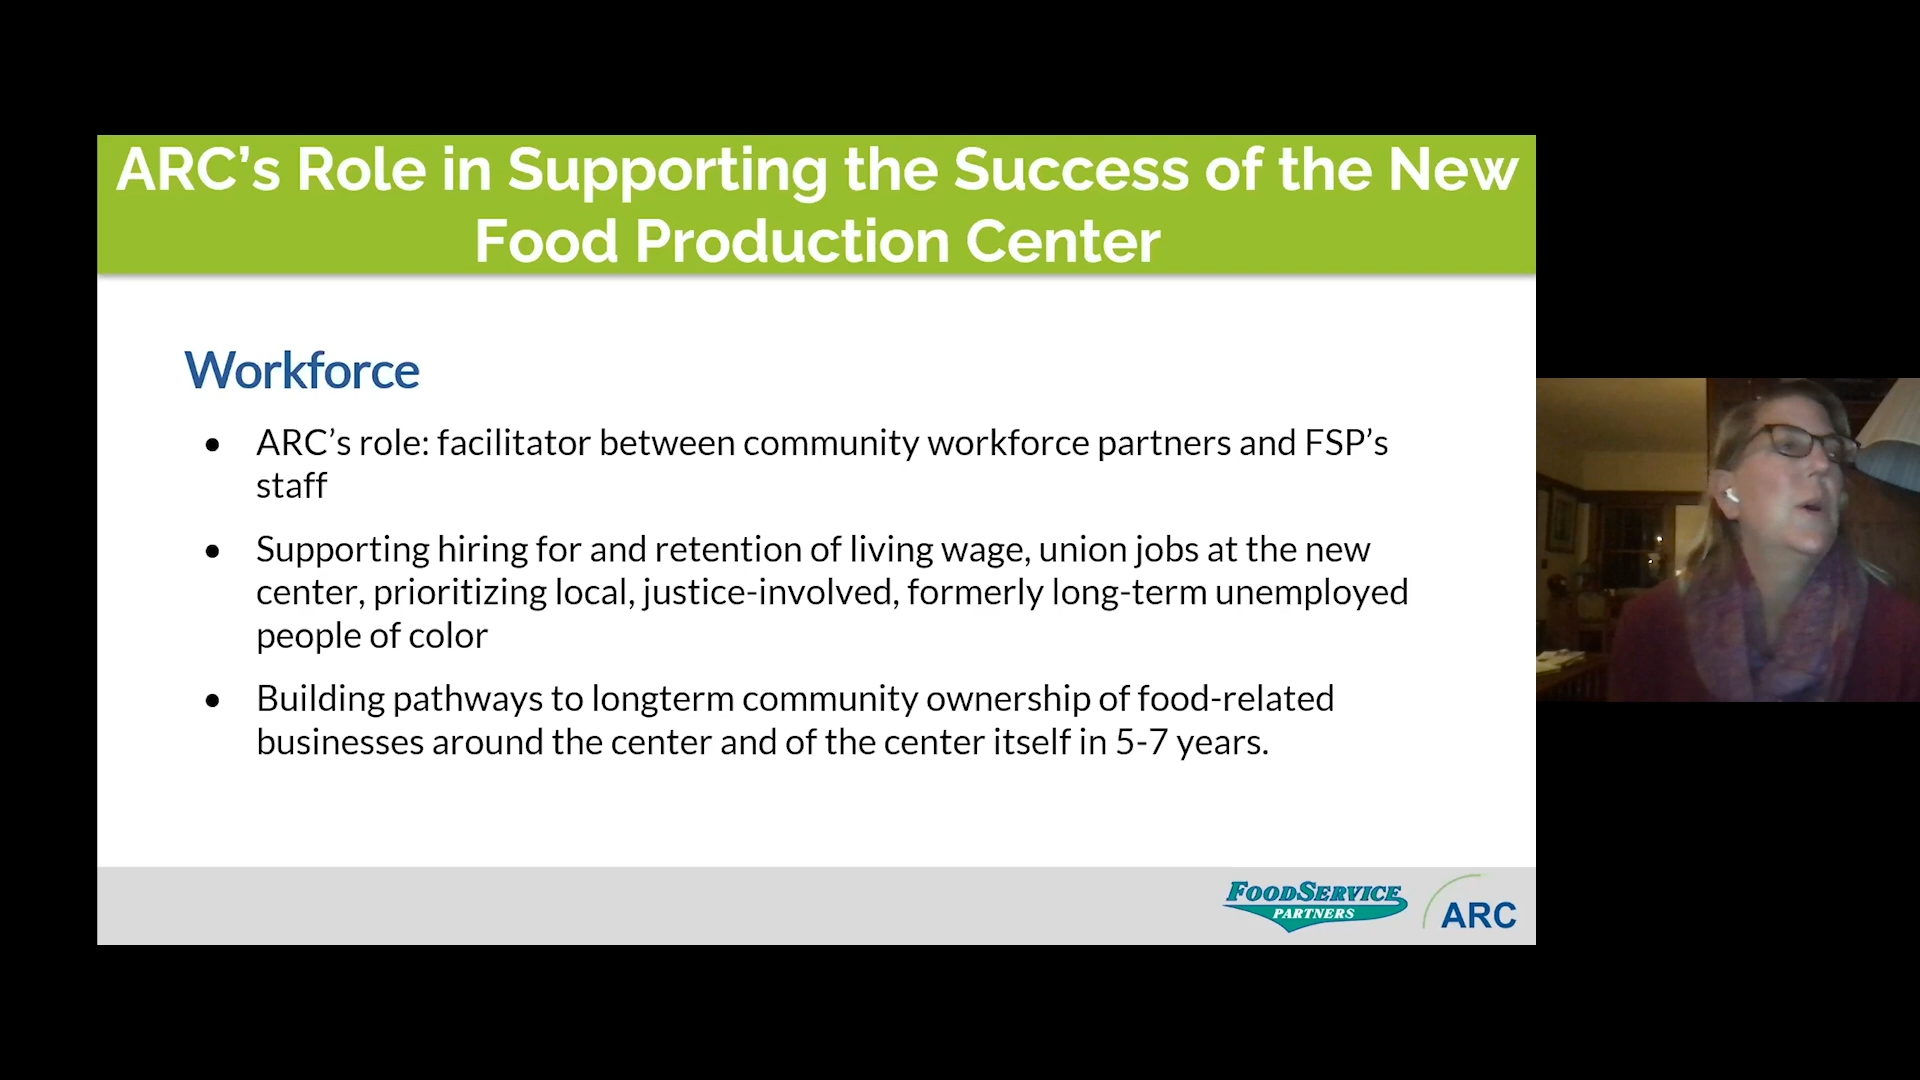 ARC’s Role in Supporting the Success of the New
Food Production Center
Workforce
● ARC’s role: facilitator between community workforce partners and FSP’s
staff
● Supporting hiring for and retention of living wage, union jobs at the new
center, prioritizing local, justice-involved, formerly long-term unemployed
people of color
● Building pathways to longterm community ownership of food-related
businesses around the center and of the center itself in 5-7 years.
FOODSERVICE
PARTNERS
ARC